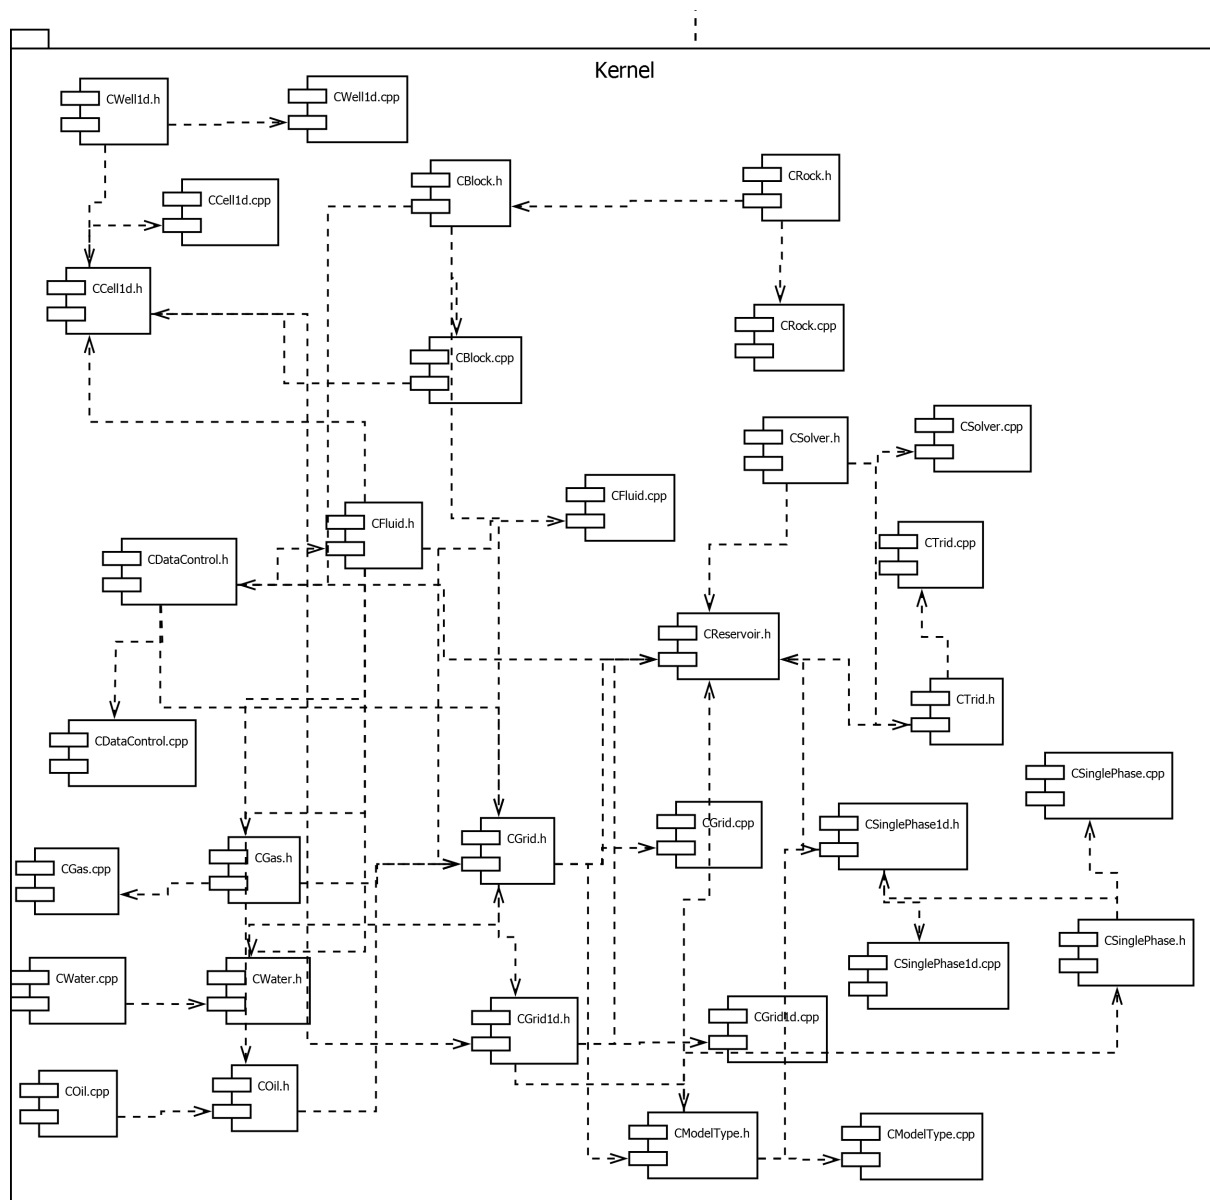 Kernel
CWell1d.h
CWell1d.cpp
CBlock.h
CRock.h
CCell1d.cpp
CCell1d.h
CRock.cpp
CBlock.cpp
CSolver.h
CSolver.cpp
CFluid.cpp
CFluid.h
CTrid.cpp
CDataControl.h
CReservoir.h
CTrid.h
CDataControl.cpp
CSinglePhase.cpp
CGrid.h
CGrid.cpp
CSinglePhase1d.h
CGas.cpp
CGas.h
CSinglePhase.h
CSinglePhase1d.cpp
CWater.cpp
CWater.h
CGrid1d.h
CGrid1d.cpp
COil.cpp
COil.h
CModelType.h
CModelType.cpp